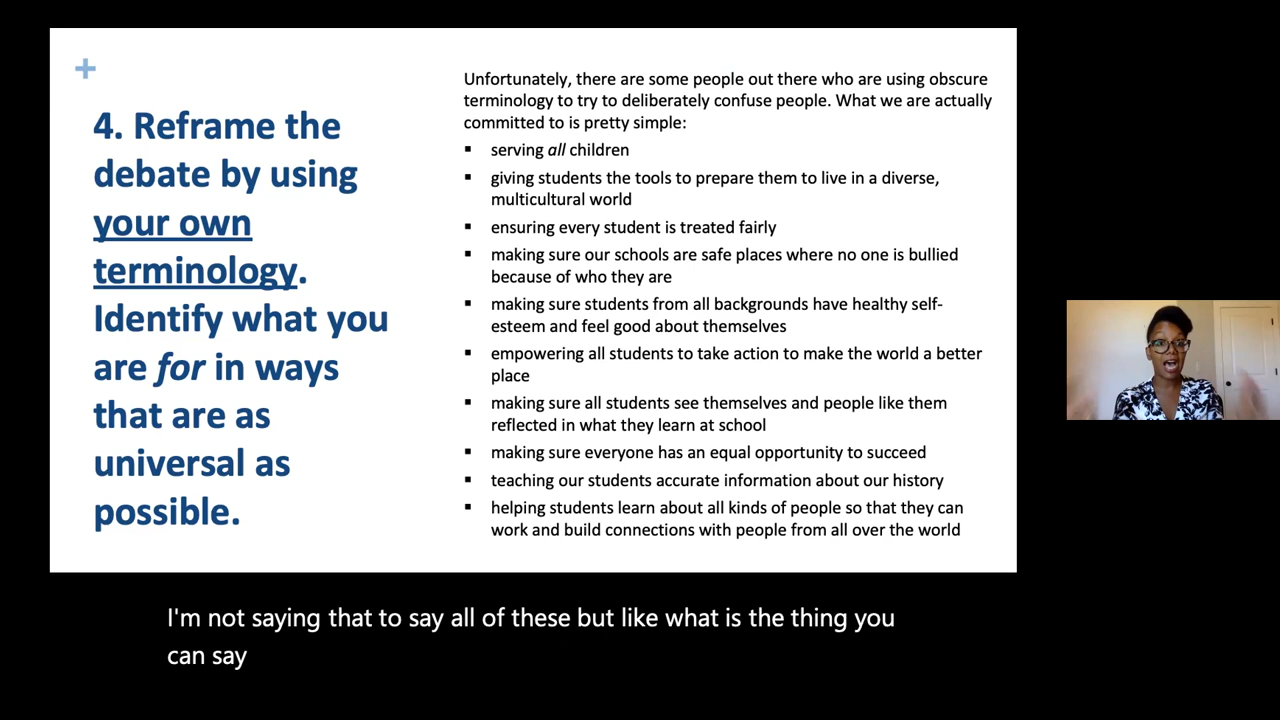 +
4. Reframe the
debate by using
your own
terminology.
Identify what you
are for in ways
that are as
universal as
possible.
Unfortunately, there are some people out there who are using obscure
terminology to try to deliberately confuse people. What we are actually
committed to is pretty simple:
▪ serving all children
▪ giving students the tools to prepare them to live in a diverse,
multicultural world
▪ ensuring every student is treated fairly
▪ making sure our schools are safe places where no one is bullied
because of who they are
▪ making sure students from all backgrounds have healthy self-
esteem and feel good about themselves
▪ empowering all students to take action to make the world a better
place
▪ making sure all students see themselves and people like them
reflected in what they learn at school
▪ making sure everyone has an equal opportunity to succeed
▪ teaching our students accurate information about our history
▪ helping students learn about all kinds of people so that they can
work and build connections with people from all over the world
I'm not saying that to say all of these but like what is the thing you
can say